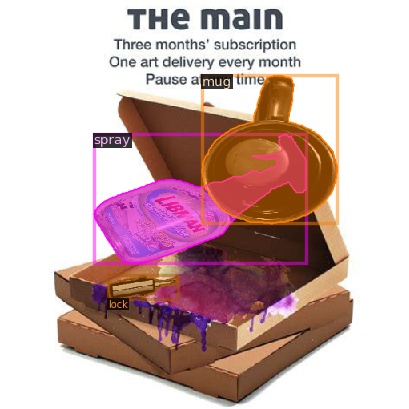 THe main
Three months' subscription
One art delivery every month
Pause a time
mug
spray
lock